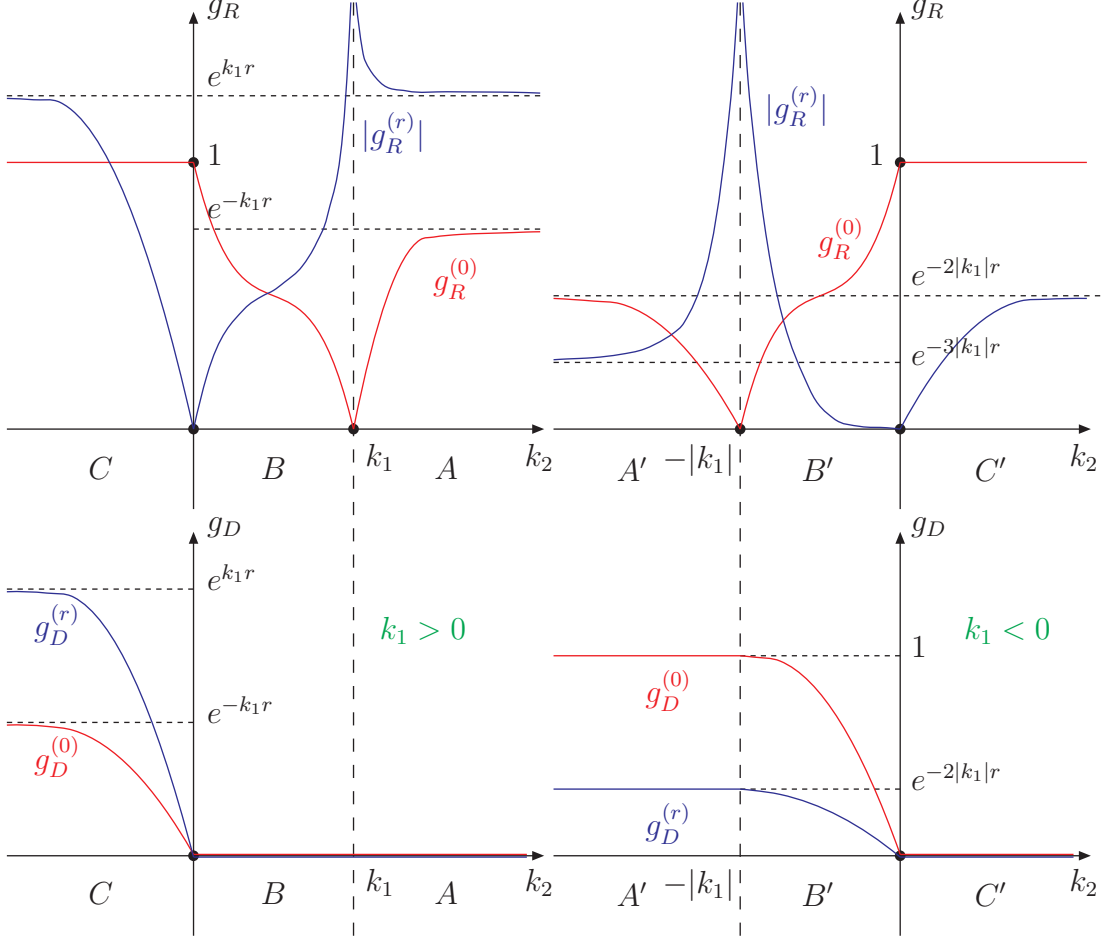 g_R
e^{k_1 r}
|g_R^{(r)}|
1
e^{-k_1 r}
g_R^{(0)}
C
B
k_1
A
k_2
g_R
|g_R^{(r)}|
1
g_R^{(0)}
e^{-2|k_1|r}
e^{-3|k_1|r}
A′
-|k_1|
B′
C′
k_2
g_D
e^{k_1 r}
g_D^{(r)}
k_1 > 0
e^{-k_1 r}
g_D^{(0)}
C
B
k_1
A
k_2
g_D
k_1 < 0
1
g_D^{(0)}
e^{-2|k_1|r}
g_D^{(r)}
A′
-|k_1|
B′
C′
k_2